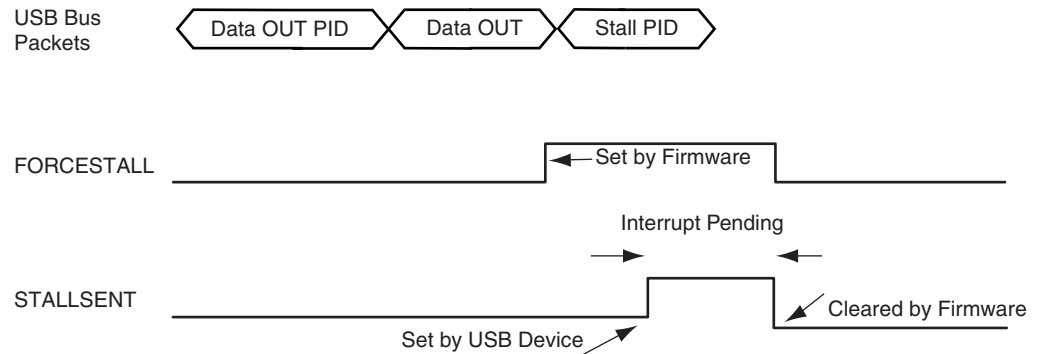 USB Bus
Packets
Data OUT PID
Data OUT
Stall PID
FORCESTALL
Set by Firmware
Interrupt Pending
STALLSENT
Cleared by Firmware
Set by USB Device